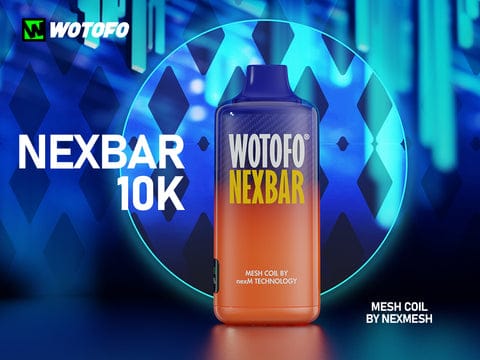 WOTOFO
NEXBAR
10K
WOTOFO®
NEXBAR
MESH COIL BY
nexM TECHNOLOGY
MESH COIL
BY NEXMESH